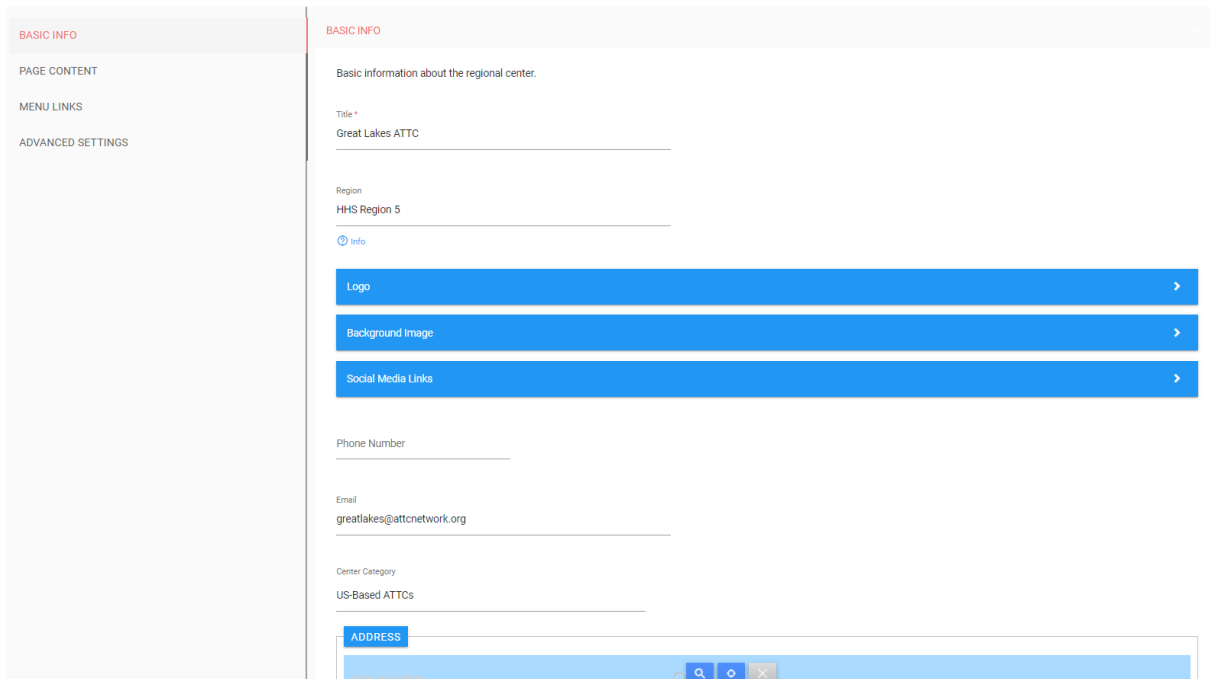 BASIC INFO
PAGE CONTENT
MENU LINKS
ADVANCED SETTINGS
BASIC INFO
Basic information about the regional center.
Title *
Great Lakes ATTC
Region
HHS Region 5
Info
Logo
Background Image
Social Media Links
Phone Number
Email
greatlakes@attcnetwork.org
Center Category
US-Based ATTCs
ADDRESS